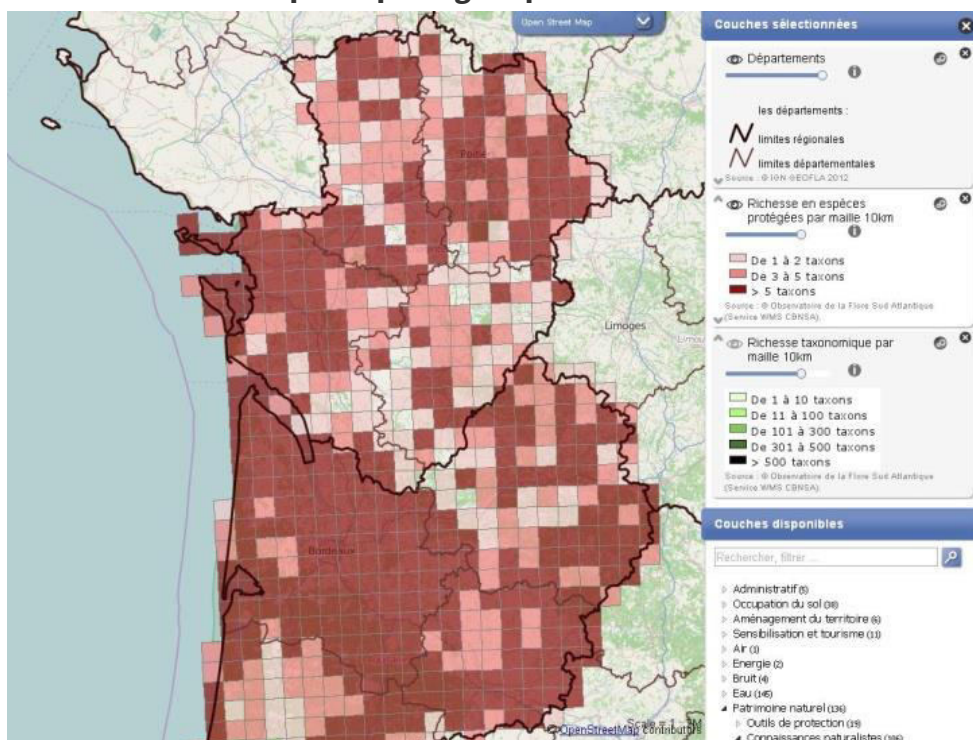 Open Street Map
Couches sélectionnées
Départements
les départements :
limites régionales
limites départementales
Source : © IGN GEOFLA 2012
Richesse en espèces
protégées par maille 10km
De 1 à 2 taxons
De 3 à 5 taxons
> 5 taxons
Source : © Observatoire de la Flore Sud Atlantique
(Service WMS CBNSA).
Richesse taxonomique par
maille 10km
De 1 à 10 taxons
De 11 à 100 taxons
De 101 à 300 taxons
De 301 à 500 taxons
> 500 taxons
Source : © Observatoire de la Flore Sud Atlantique
(Service WMS CBNSA).
Couches disponibles
Rechercher, filtrer ...
Administratif (5)
Occupation du sol (38)
Aménagement du territoire (6)
Sensibilisation et tourisme (11)
Air (1)
Energie (2)
Bruit (4)
Eau (145)
Patrimoine naturel (136)
Outils de protection (19)
Connaissances naturalistes (106)
Limoges
Bordeaux
© OpenStreetMap contributors